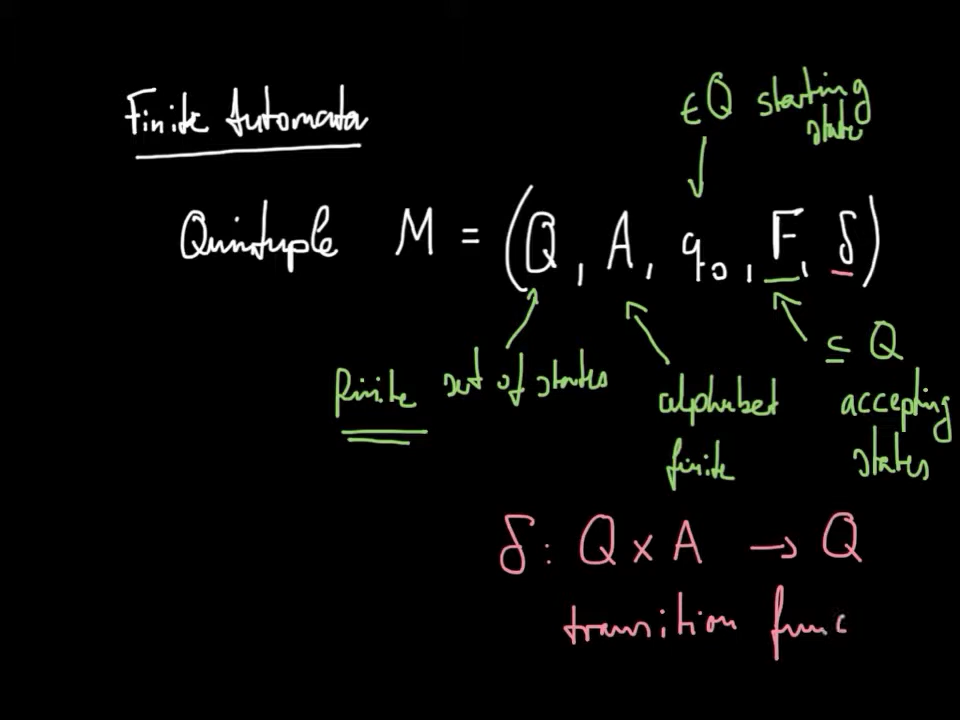 Finite Automata
∈ Q starting
state
Quintuple M = (Q, A, q₀, F, δ)
⊆ Q
finite set of states
alphabet
finite
accepting
states
δ: Q × A → Q
transition func